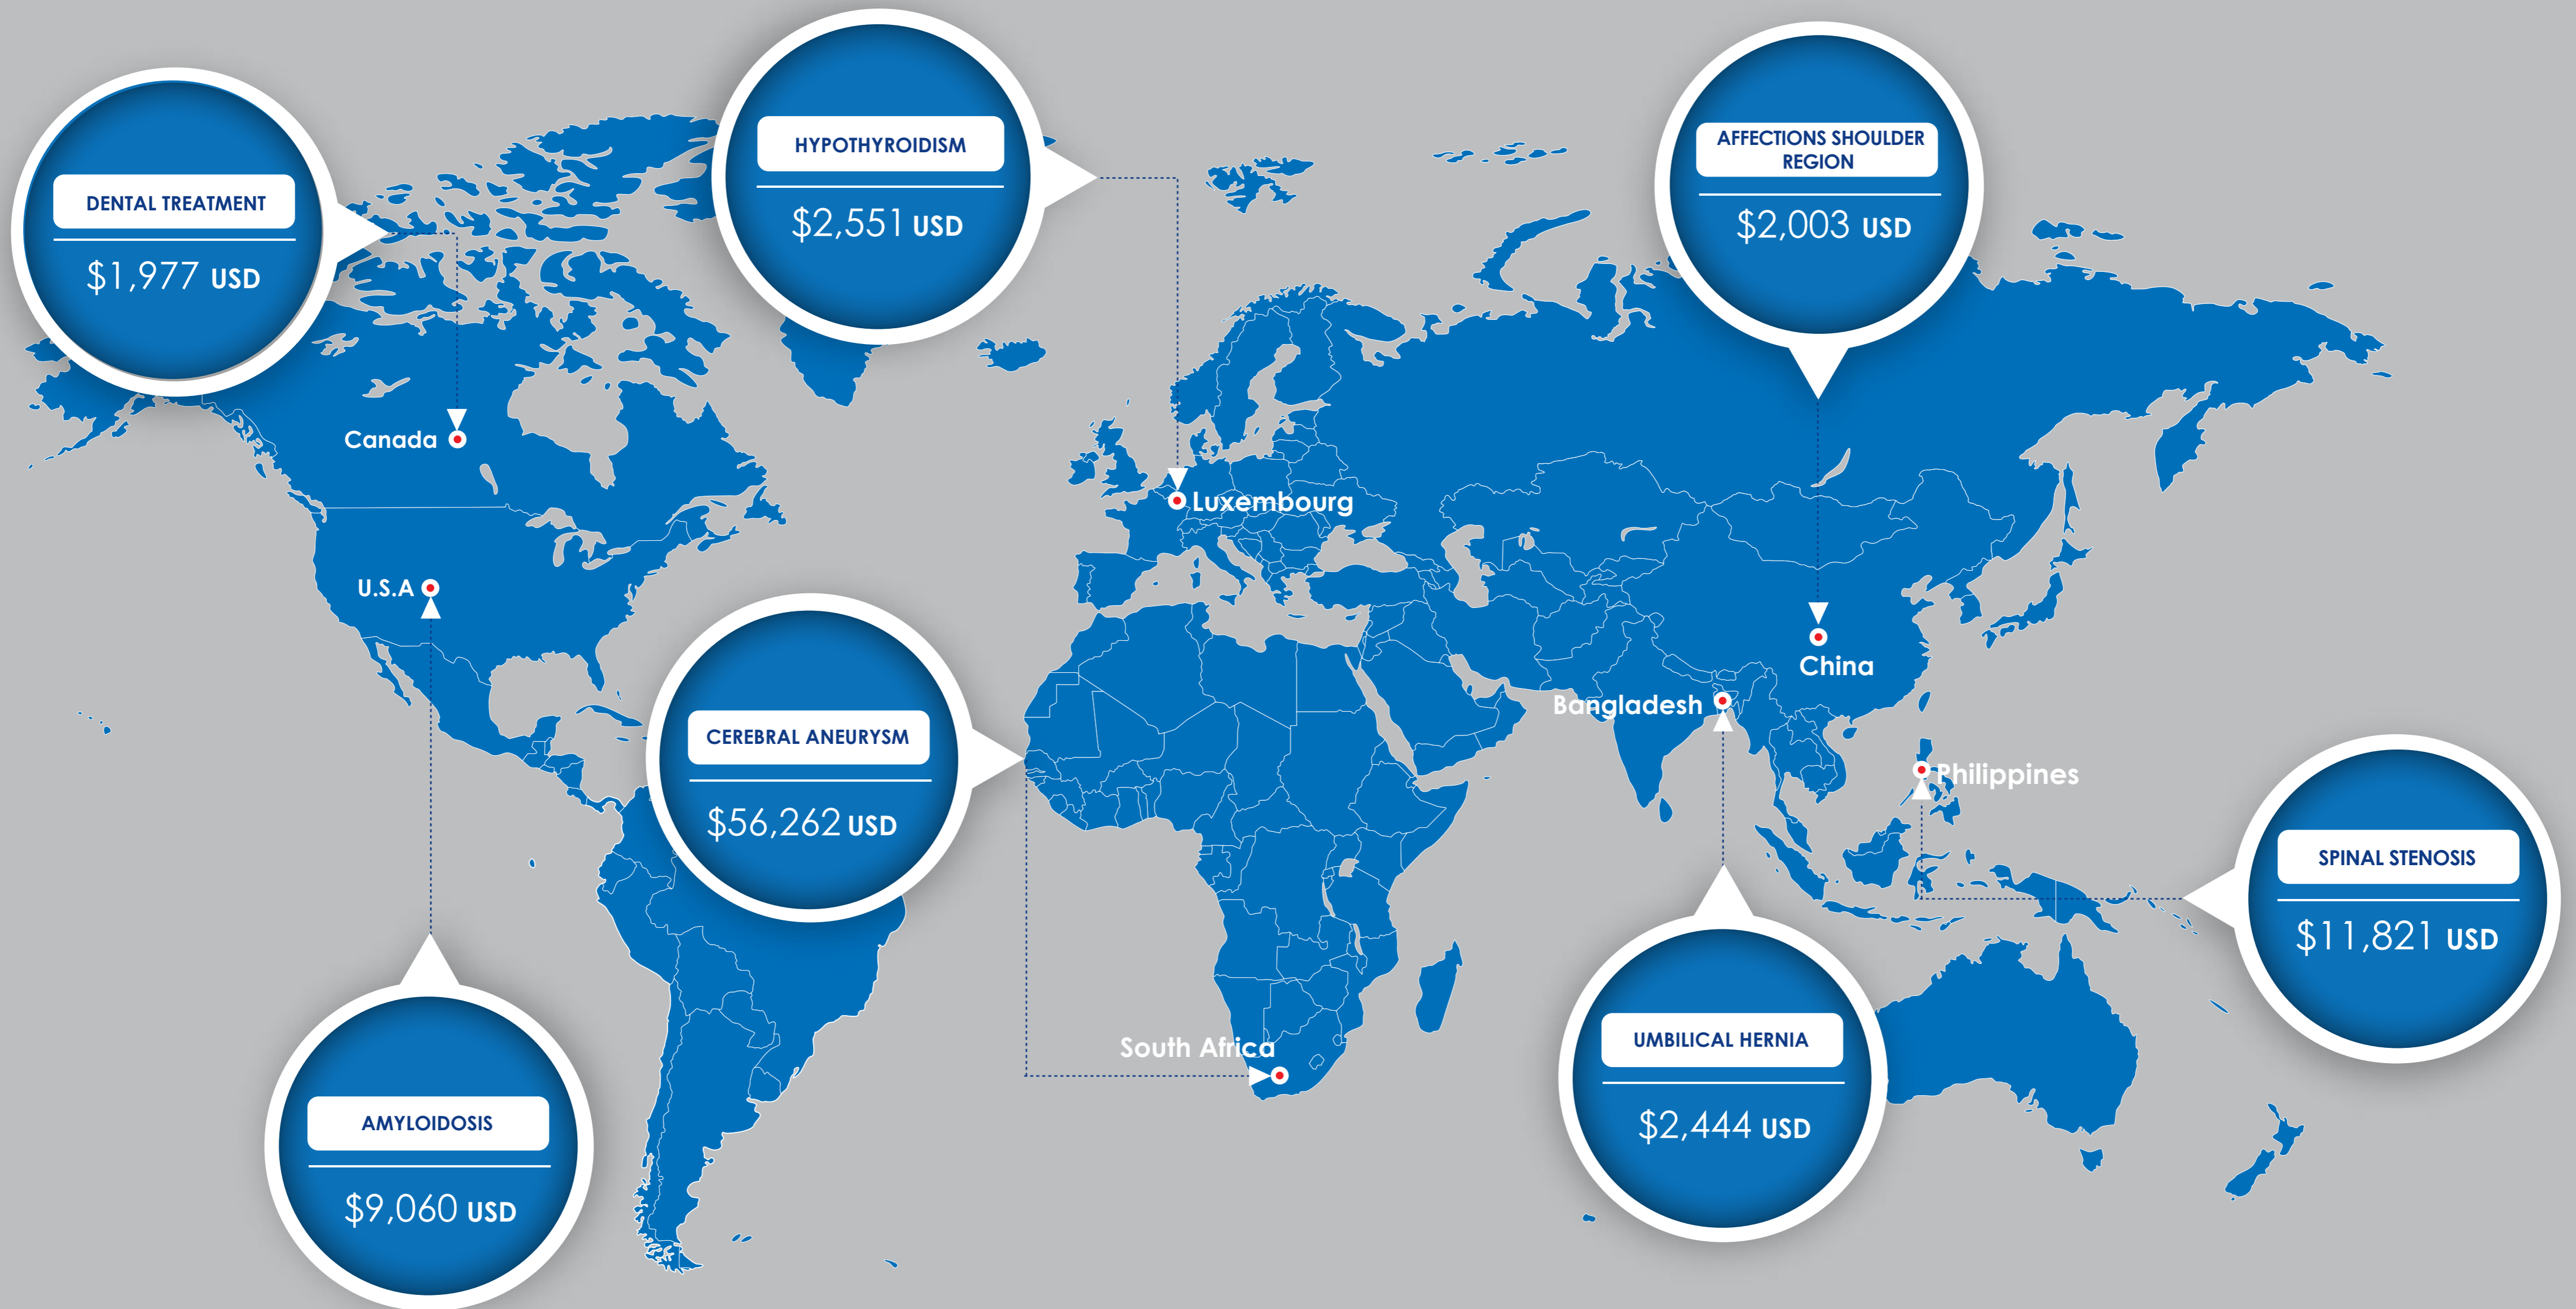 HYPOTHYROIDISM
$2,551 USD
AFFECTIONS SHOULDER
REGION
$2,003 USD
DENTAL TREATMENT
$1,977 USD
Canada
Luxembourg
U.S.A
China
Bangladesh
CEREBRAL ANEURYSM
$56,262 USD
Philippines
SPINAL STENOSIS
$11,821 USD
South Africa
UMBILICAL HERNIA
$2,444 USD
AMYLOIDOSIS
$9,060 USD